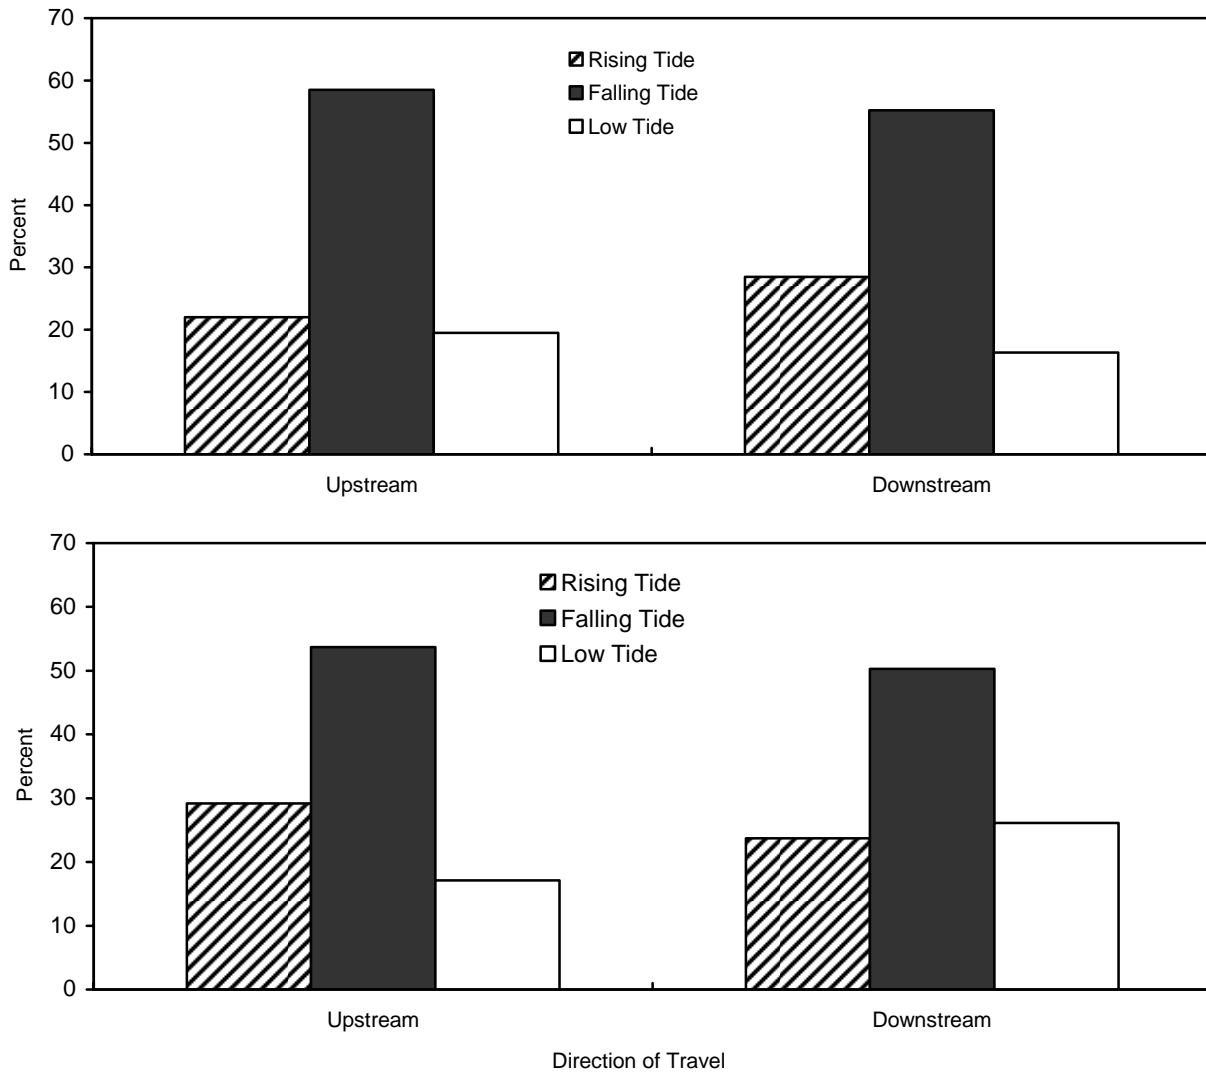 70
60
50
40
30
20
10
0
Percent
Rising Tide
Falling Tide
Low Tide
Upstream
Downstream
70
60
50
40
30
20
10
0
Percent
Rising Tide
Falling Tide
Low Tide
Upstream
Downstream
Direction of Travel